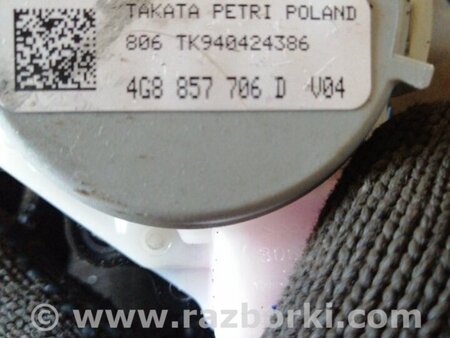 TAKATA PETRI POLAND
806 TK940424386
4G8 857 706 D V04
© www.razborki.com